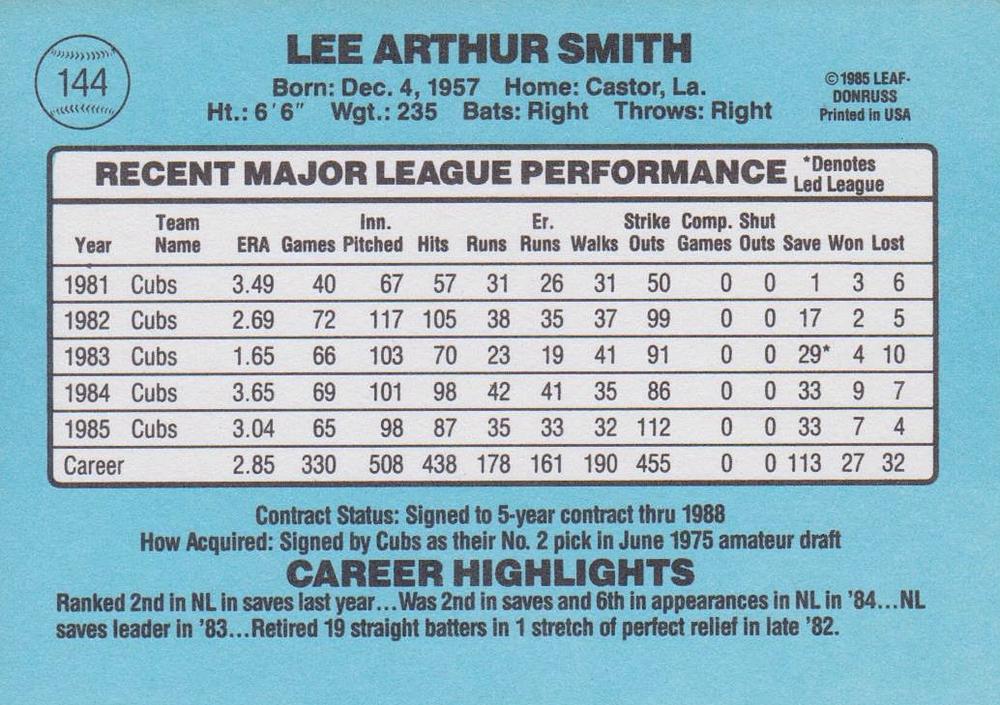 144
LEE ARTHUR SMITH
Born: Dec. 4, 1957 Home: Castor, La.
Ht.: 6'6" Wgt.: 235 Bats: Right Throws: Right
©1985 LEAF-
DONRUSS
Printed in USA
RECENT MAJOR LEAGUE PERFORMANCE *Denotes
Led League
Year Team Name ERA Games Inn. Pitched Hits Runs Er. Runs Walks Strike Outs Comp. Games Shut Outs Save Won Lost
1981 Cubs 3.49 40 67 57 31 26 31 50 0 0 1 3 6
1982 Cubs 2.69 72 117 105 38 35 37 99 0 0 17 2 5
1983 Cubs 1.65 66 103 70 23 19 41 91 0 0 29* 4 10
1984 Cubs 3.65 69 101 98 42 41 35 86 0 0 33 9 7
1985 Cubs 3.04 65 98 87 35 33 32 112 0 0 33 7 4
Career 2.85 330 508 438 178 161 190 455 0 0 113 27 32
Contract Status: Signed to 5-year contract thru 1988
How Acquired: Signed by Cubs as their No. 2 pick in June 1975 amateur draft
CAREER HIGHLIGHTS
Ranked 2nd in NL in saves last year...Was 2nd in saves and 6th in appearances in NL in '84...NL
saves leader in '83...Retired 19 straight batters in 1 stretch of perfect relief in late '82.